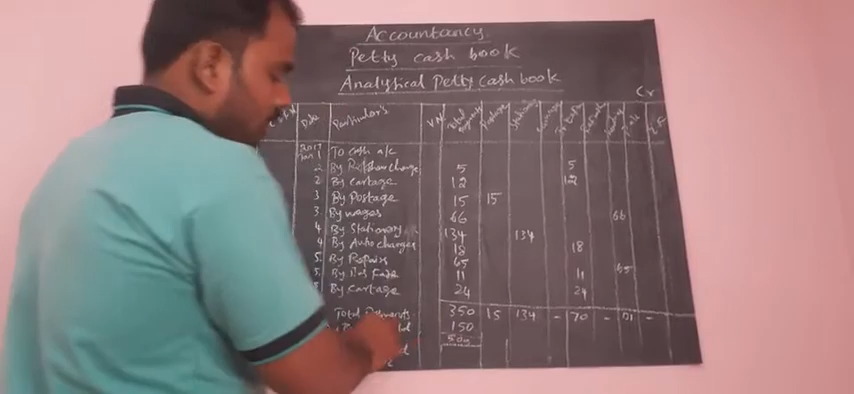 Accountancy
Petty cash book
Analytical Petty cash book
Cr
Date Particulars V.N Total Payments Postage Stationery
2017
Jan 1 To cash a/c
2 By Rikshaw charges 5 5
2 By Cartage 12 12
3 By Postage 15 15
3 By wages 66 66
4 By Stationery 134 134
4 By Auto charges 18 18
5 By Repairs 65 65
5 By Bus Fare 11 11
By Cartage 24 24
Total Payments 350 15 134 - 70 - -
150
500